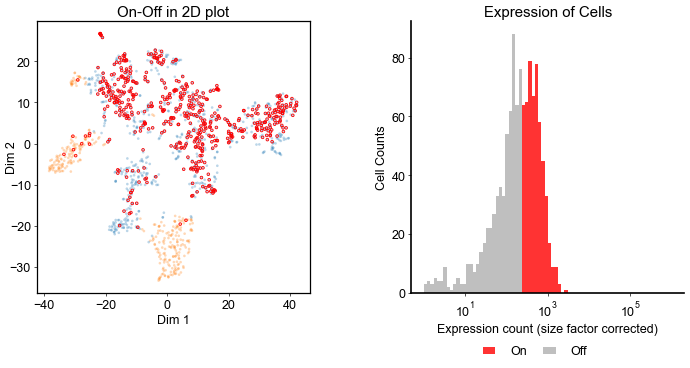 On-Off in 2D plot
Dim 2
20
10
0
−10
−20
−30
−40
−20
0
20
40
Dim 1
Expression of Cells
Cell Counts
80
60
40
20
0
10^1
10^3
10^5
Expression count (size factor corrected)
On Off